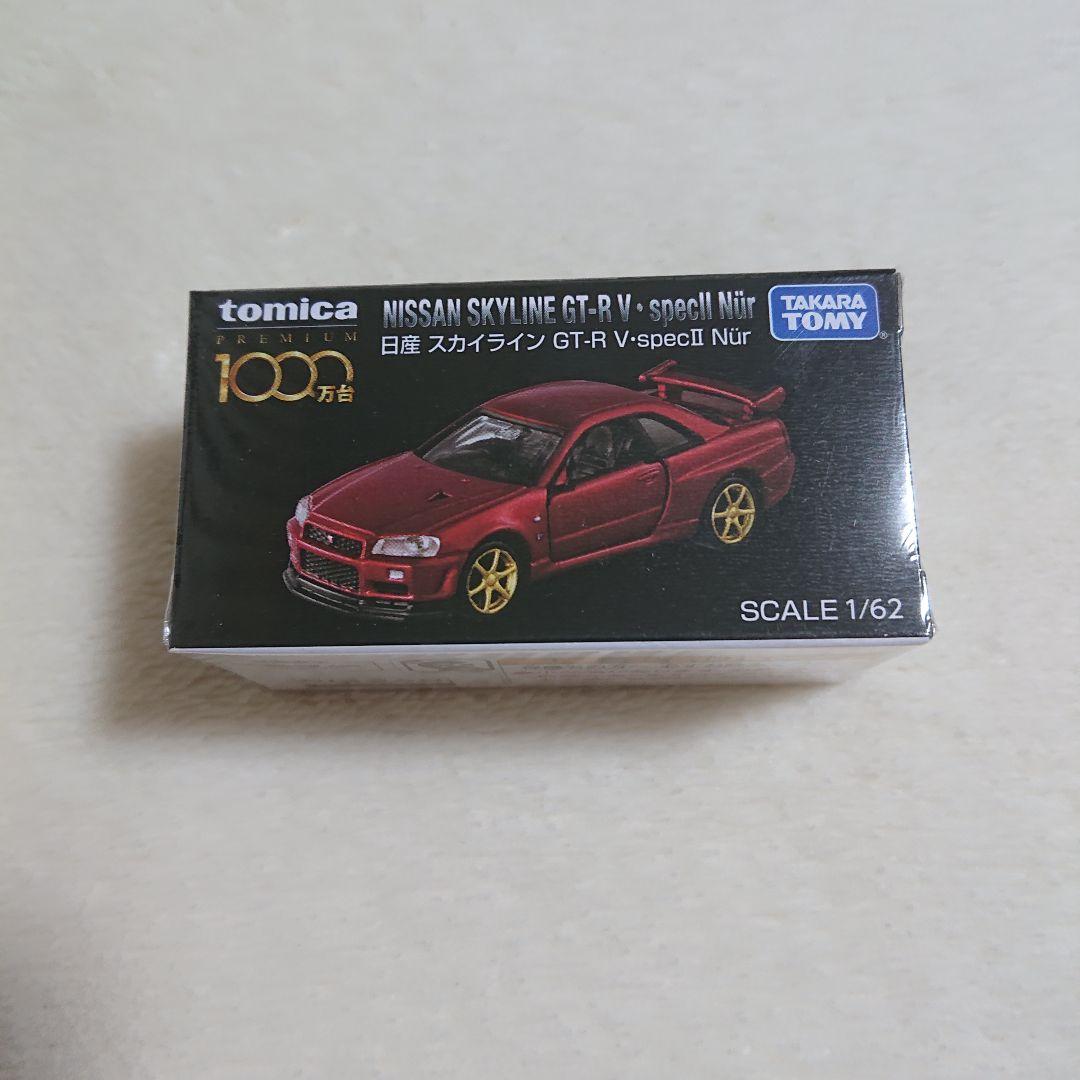 tomica
PREMIUM
1000万台
NISSAN SKYLINE GT-R V・specII Nür
日産 スカイライン GT-R V・specII Nür
TAKARA
TOMY®
SCALE 1/62